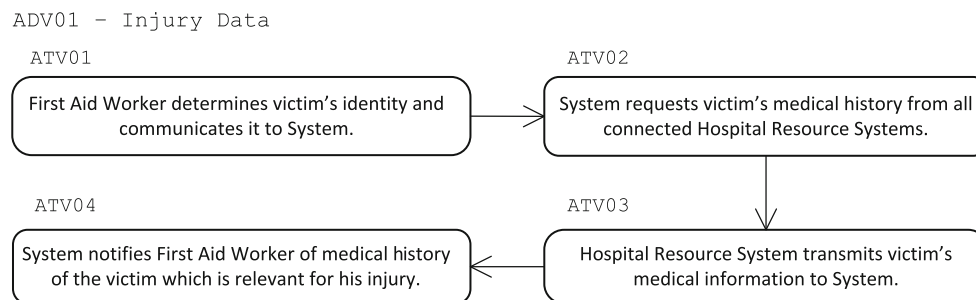 ADV01 – Injury Data
ATV01
First Aid Worker determines victim’s identity and
communicates it to System.
ATV02
System requests victim’s medical history from all
connected Hospital Resource Systems.
ATV03
Hospital Resource System transmits victim’s
medical information to System.
ATV04
System notifies First Aid Worker of medical history
of the victim which is relevant for his injury.